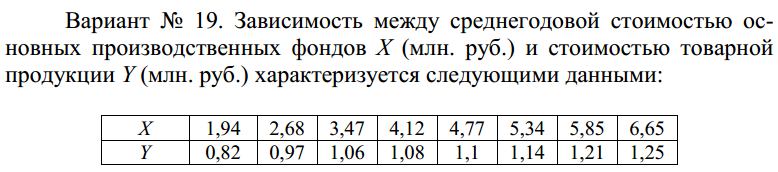 Вариант № 19. Зависимость между среднегодовой стоимостью ос-
новных производственных фондов X (млн. руб.) и стоимостью товарной
продукции Y (млн. руб.) характеризуется следующими данными:
X 1,94 2,68 3,47 4,12 4,77 5,34 5,85 6,65
Y 0,82 0,97 1,06 1,08 1,1 1,14 1,21 1,25